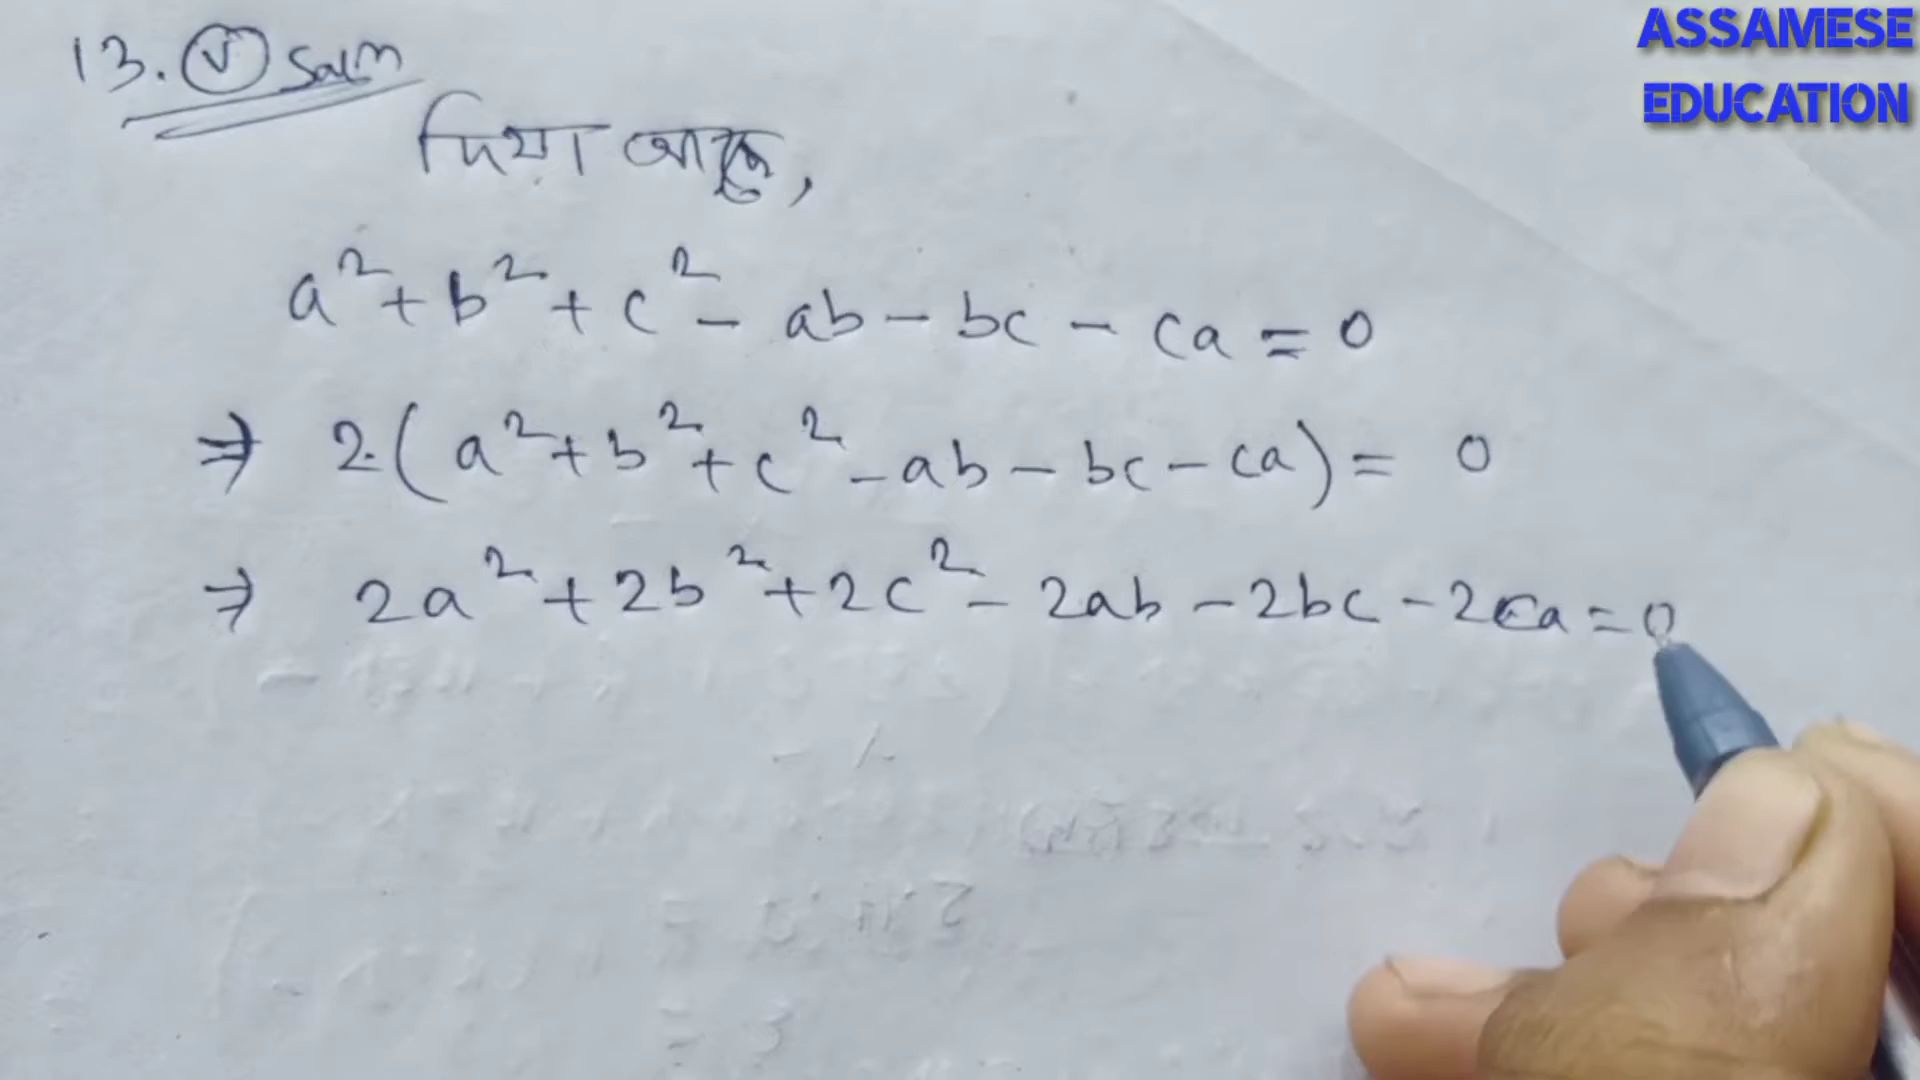 13. (v) Soln
দিয়া আছে,
a² + b² + c² - ab - bc - ca = 0
⇒ 2.(a² + b² + c² - ab - bc - ca) = 0
⇒ 2a² + 2b² + 2c² - 2ab - 2bc - 2ca = 0
ASSAMESE
EDUCATION